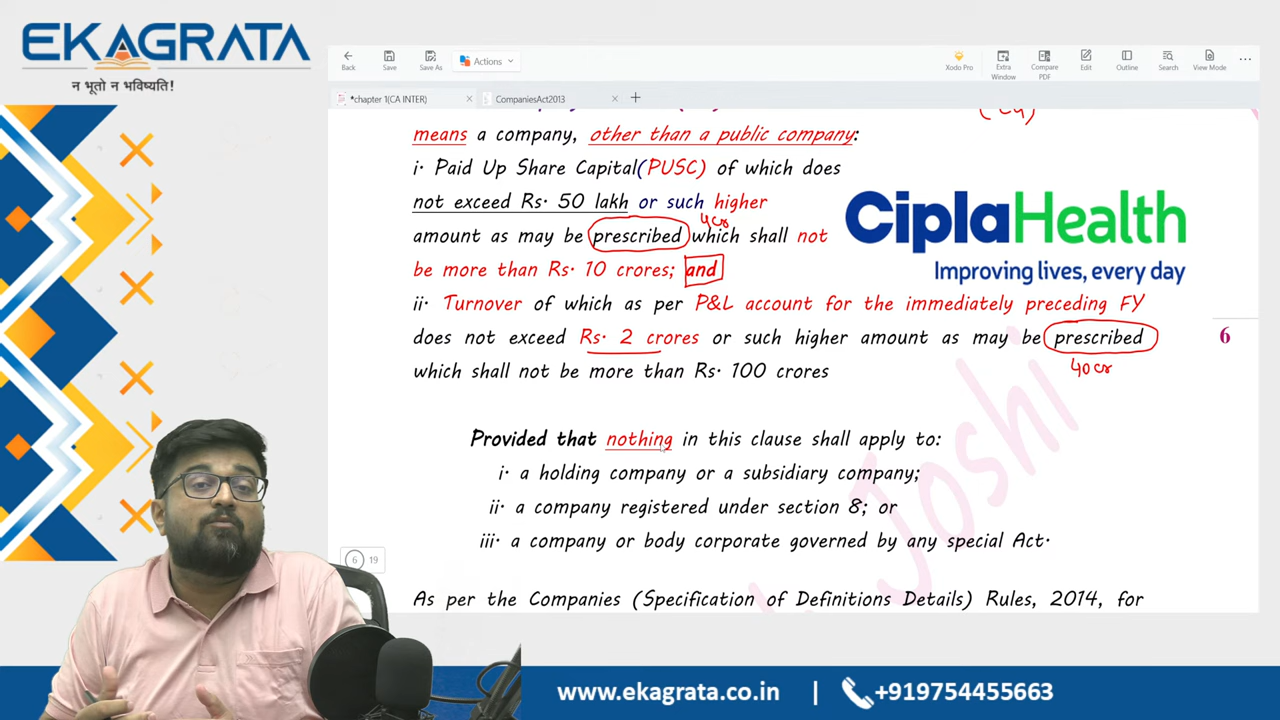 EKAGRATA
न भूतो न भविष्यति!
Back
Save
Save As
Actions
Xodo Pro
Extra Window
Compare PDF
Edit
Outline
Search
View Mode
*chapter 1(CA INTER)
CompaniesAct2013
means a company, other than a public company:
i. Paid Up Share Capital(PUSC) of which does
not exceed Rs. 50 lakh or such higher
4cr
amount as may be prescribed which shall not
be more than Rs. 10 crores; and
ii. Turnover of which as per P&L account for the immediately preceding FY
does not exceed Rs. 2 crores or such higher amount as may be prescribed
40cr
which shall not be more than Rs. 100 crores
CiplaHealth
Improving lives, every day
6
Provided that nothing in this clause shall apply to:
i. a holding company or a subsidiary company;
ii. a company registered under section 8; or
iii. a company or body corporate governed by any special Act.
6 19
Joshi
As per the Companies (Specification of Definitions Details) Rules, 2014, for
www.ekagrata.co.in | +919754455663